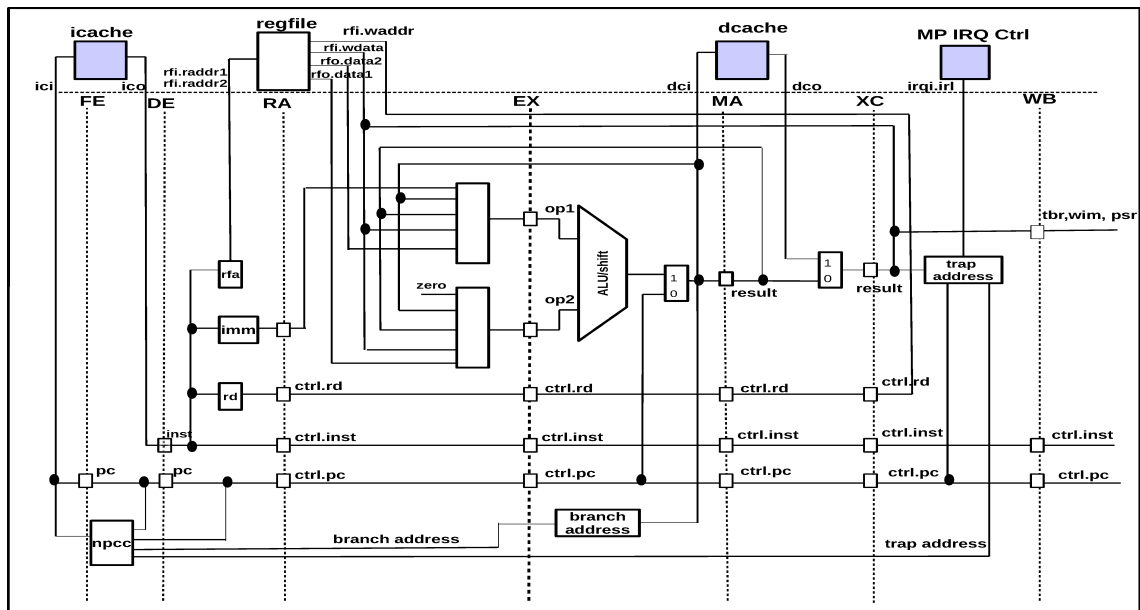 icache
regfile
rfi.waddr
dcache
MP IRQ Ctrl
rfi.wdata
rfo.data2
rfo.data1
rfi.raddr1
rfi.raddr2
ici
ico
dci
dco
irqi.irl
FE
DE
RA
EX
MA
XC
WB
op1
tbr,wim, psr
rfa
ALU/shift
1
0
1
0
trap
address
zero
op2
result
result
imm
rd
ctrl.rd
ctrl.rd
ctrl.rd
ctrl.rd
inst
ctrl.inst
ctrl.inst
ctrl.inst
ctrl.inst
ctrl.inst
pc
pc
ctrl.pc
ctrl.pc
ctrl.pc
ctrl.pc
ctrl.pc
branch
address
npcc
branch address
trap address